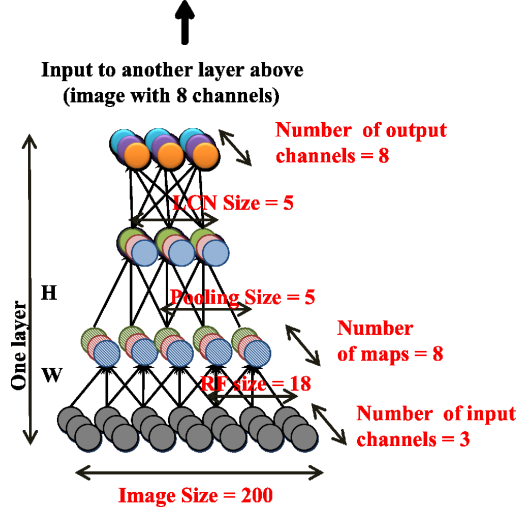 Input to another layer above
(image with 8 channels)
Number of output
channels = 8
LCN Size = 5
H
Pooling Size = 5
One layer
Number
of maps = 8
W
RF size = 18
Number of input
channels = 3
Image Size = 200